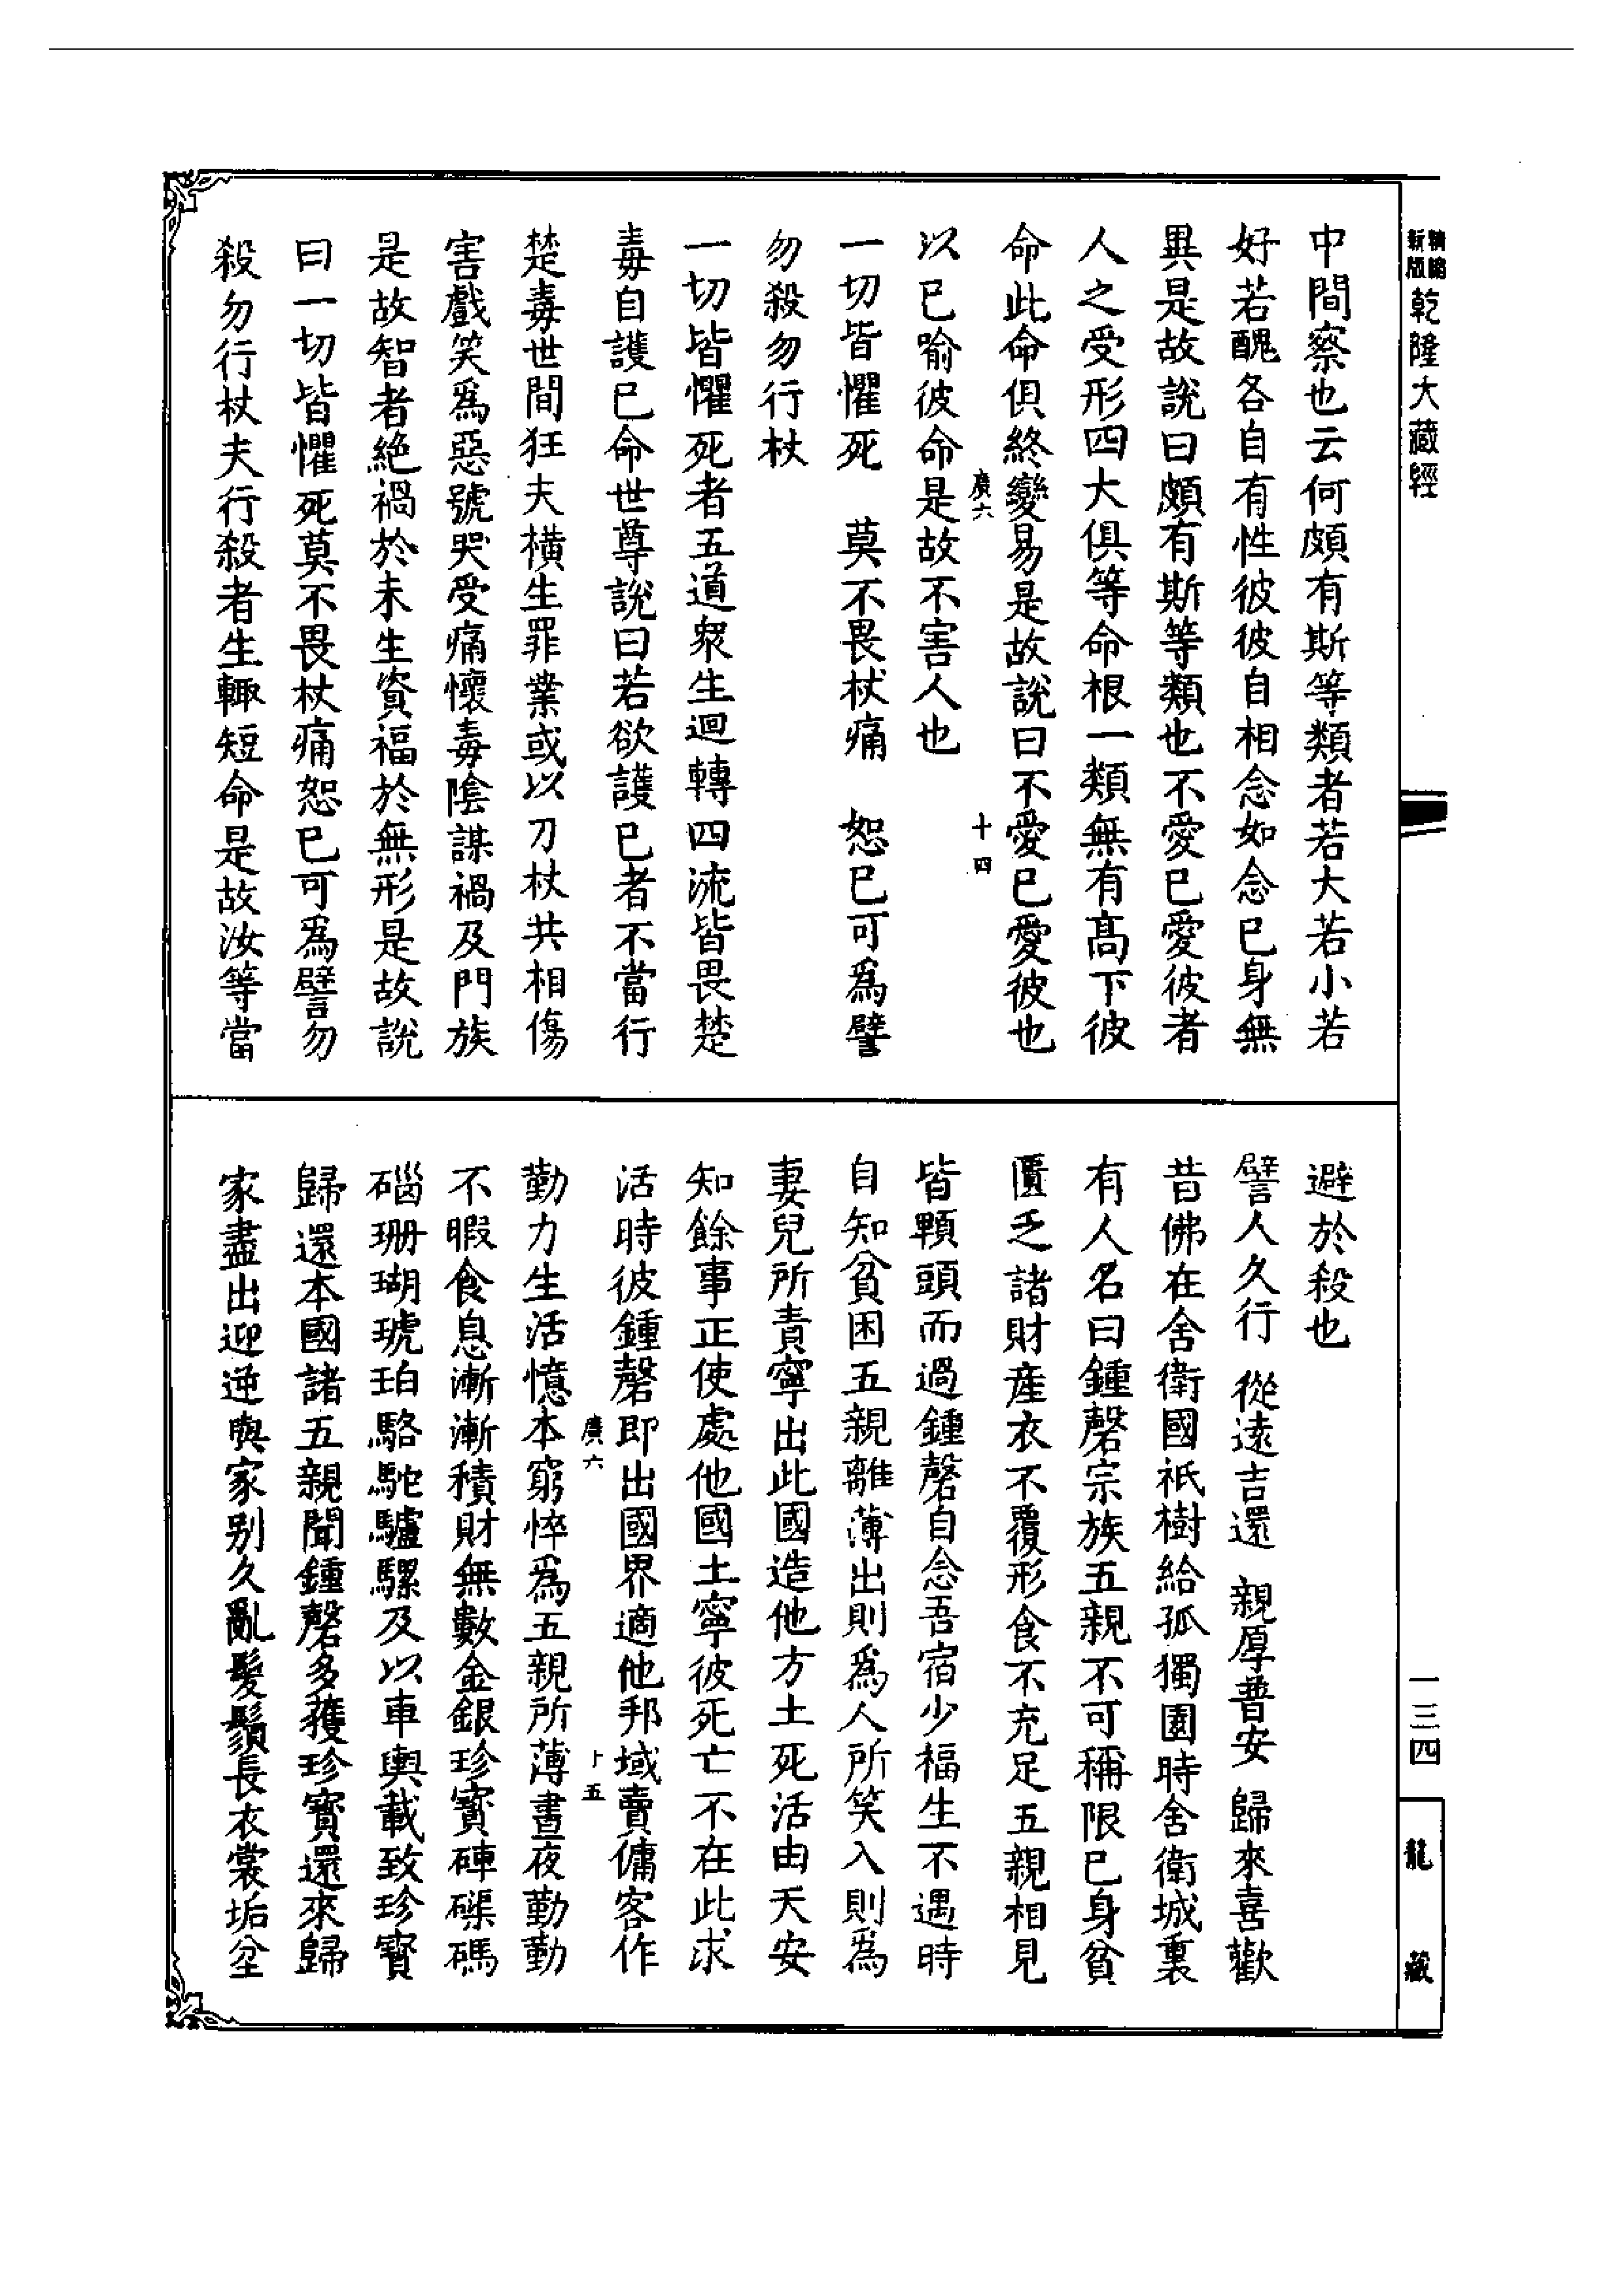 新版
精編
乾隆大藏經
一三四
龍藏
中間察也云何頗有斯等類者若大若小若
好若醜各自有性彼彼自相念如念已身無
異是故說曰頗有斯等類也不愛已愛彼者
人之受形四大俱等命根一類無有高下彼
命此命俱終變易是故說曰不愛已愛彼也
廣六
十四
以已喻彼命是故不害人也
一切皆懼死　莫不畏杖痛　恕已可為譬
勿殺勿行杖
一切皆懼死者五道眾生迴轉四流皆畏楚
毒自護已命世尊說曰若欲護已者不當行
楚毒世間狂夫橫生罪業或以刀杖共相傷
害戲笑為惡號哭受痛懷毒陰謀禍及門族
是故智者絕禍於未生資福於無形是故說
曰一切皆懼死莫不畏杖痛恕已可為譬勿
殺勿行杖夫行殺者生輒短命是故汝等當
避於殺也
譬人久行　從遠吉還　親厚普安　歸來喜歡
昔佛在舍衛國祇樹給孤獨園時舍衛城裏
有人名曰鍾磬宗族五親不可稱限已身貧
匱乏諸財產衣不覆形食不充足五親相見
皆顆頭而過鍾磬自念吾宿少福生不遇時
自知貧困五親離薄出則為人所笑入則為
妻兒所責寧出此國造他方土死活由天安
知餘事正使處他國土寧彼死亡不在此求
活時彼鍾磬即出國界適他邦域賣傭客作
廣六
十五
勤力生活憶本窮悴為五親所薄晝夜勤勤
不暇食息漸漸積財無數金銀珍寶硨磲碼
碯珊瑚琥珀駱駝驢騾及以車輿載致珍寶
歸還本國諸五親聞鍾磬多獲珍寶還來歸
家盡出迎逆與家別久亂髮鬚長衣裳垢坌